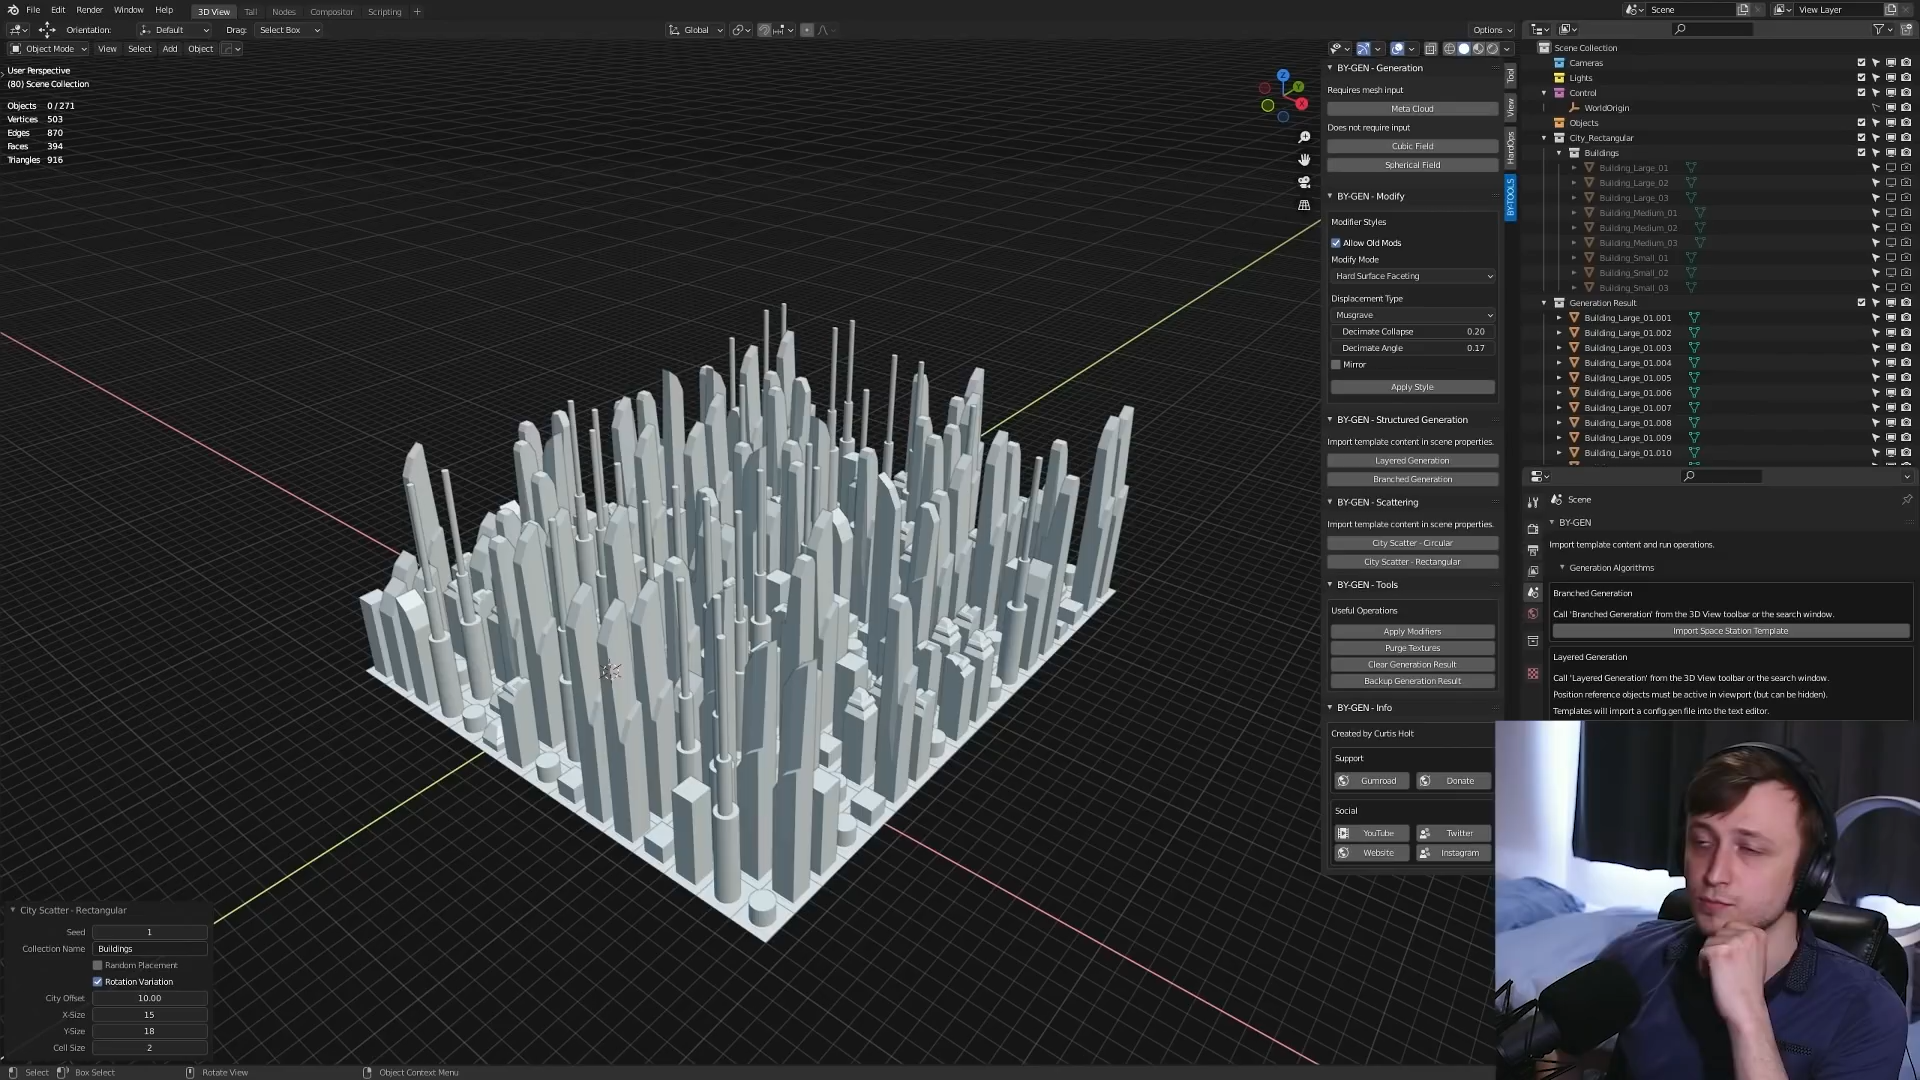 File Edit Render Window Help 3D View Tall Nodes Compositor Scripting + Scene View Layer
Orientation: Default Drag: Select Box Global Options
Object Mode View Select Add Object
User Perspective
(80) Scene Collection
Objects 0 / 271
Vertices 503
Edges 870
Faces 394
Triangles 916
Z
Y
X
BY-GEN - Generation
Requires mesh input
Meta Cloud
Does not require input
Cubic Field
Spherical Field
BY-GEN - Modify
Modifier Styles
Allow Old Mods
Modify Mode
Hard Surface Faceting
Displacement Type
Musgrave
Decimate Collapse 0.20
Decimate Angle 0.17
Mirror
Apply Style
BY-GEN - Structured Generation
Import template content in scene properties.
Layered Generation
Branched Generation
BY-GEN - Scattering
Import template content in scene properties.
City Scatter - Circular
City Scatter - Rectangular
BY-GEN - Tools
Useful Operations
Apply Modifiers
Purge Textures
Clear Generation Result
Backup Generation Result
BY-GEN - Info
Created by Curtis Holt
Support
Gumroad Donate
Social
YouTube Twitter
Website Instagram
Tool
View
HardOps
BY-TOOLS
Scene Collection
Cameras
Lights
Control
WorldOrigin
Objects
City_Rectangular
Buildings
Building_Large_01
Building_Large_02
Building_Large_03
Building_Medium_01
Building_Medium_02
Building_Medium_03
Building_Small_01
Building_Small_02
Building_Small_03
Generation Result
Building_Large_01.001
Building_Large_01.002
Building_Large_01.003
Building_Large_01.004
Building_Large_01.005
Building_Large_01.006
Building_Large_01.007
Building_Large_01.008
Building_Large_01.009
Building_Large_01.010
Scene
BY-GEN
Import template content and run operations.
Generation Algorithms
Branched Generation
Call 'Branched Generation' from the 3D View toolbar or the search window.
Import Space Station Template
Layered Generation
Call 'Layered Generation' from the 3D View toolbar or the search window.
Position reference objects must be active in viewport (but can be hidden).
Templates will import a config.gen file into the text editor.
City Scatter - Rectangular
Seed 1
Collection Name Buildings
Random Placement
Rotation Variation
City Offset 10.00
X-Size 15
Y-Size 18
Cell Size 2
Select Box Select Rotate View Object Context Menu